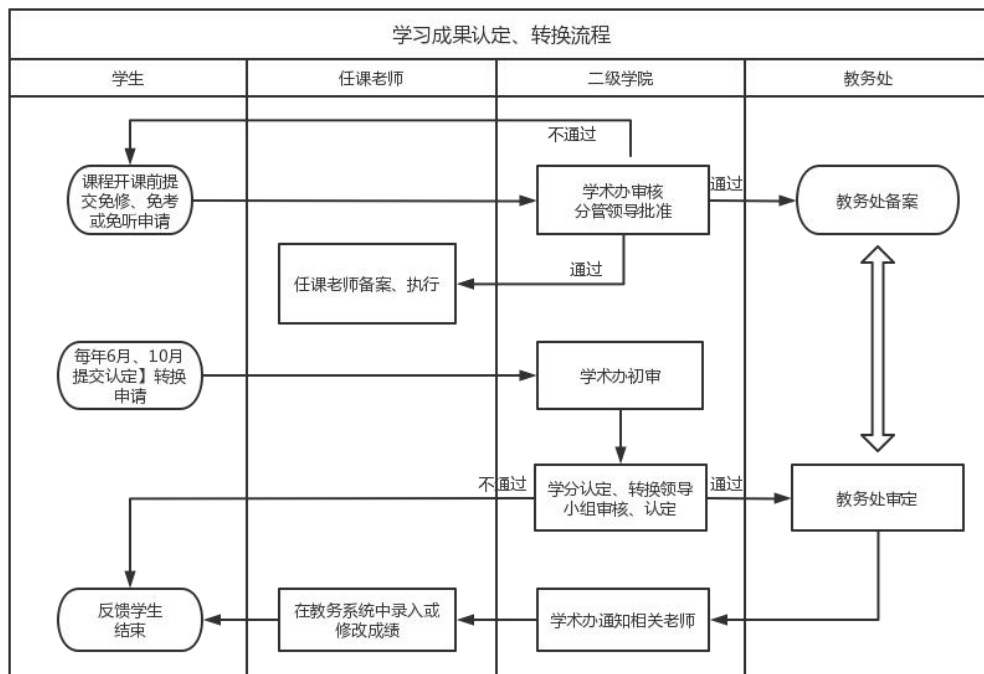 学习成果认定、转换流程
学生
任课老师
二级学院
教务处
不通过
课程开课前提
交免修、免考
或免听申请
学术办审核
分管领导批准
通过
教务处备案
通过
任课老师备案、执行
每年6月、10月
提交认定】转换
申请
学术办初审
不通过
学分认定、转换领导
小组审核、认定
通过
教务处审定
反馈学生
结束
在教务系统中录入或
修改成绩
学术办通知相关老师